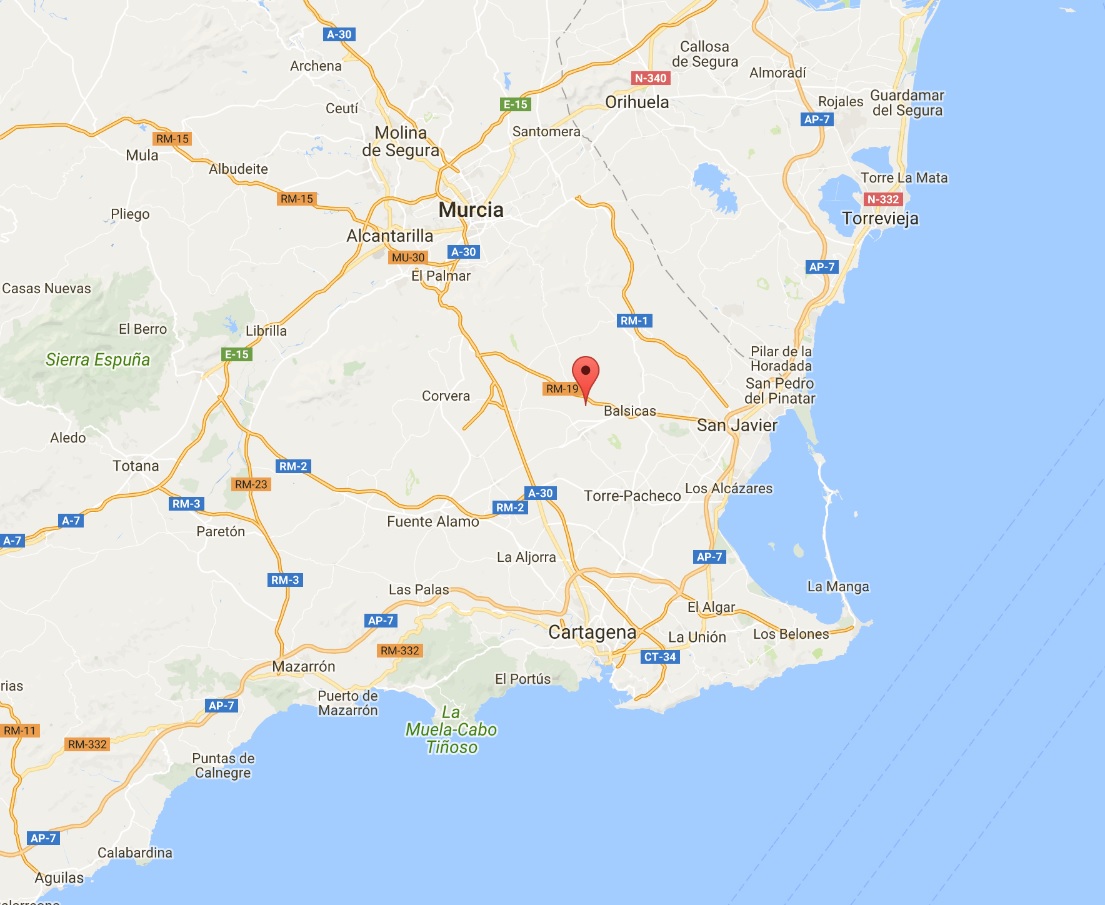 A-30
Callosa
de Segura
Archena
Almoradí
N-340
Guardamar
del Segura
Orihuela
Rojales
E-15
Ceutí
AP-7
Molina
de Segura
Santomera
RM-15
Mula
Albudeite
Torre La Mata
RM-15
N-332
Pliego
Murcia
Torrevieja
Alcantarilla
A-30
MU-30
AP-7
El Palmar
Casas Nuevas
RM-1
El Berro
Librilla
E-15
Sierra Espuña
Pilar de la
Horadada
San Pedro
del Pinatar
RM-19
Corvera
Balsicas
San Javier
Aledo
Totana
RM-2
RM-23
Los Alcázares
A-30
Torre-Pacheco
RM-3
RM-2
A-7
Fuente Alamo
Paretón
A-7
La Aljorra
AP-7
RM-3
La Manga
Las Palas
El Algar
AP-7
Cartagena
La Unión
Los Belones
RM-332
CT-34
Mazarrón
El Portús
rias
Puerto de
Mazarrón
AP-7
La
Muela-Cabo
Tiñoso
RM-11
RM-332
Puntas de
Calnegre
AP-7
Calabardina
Aguilas